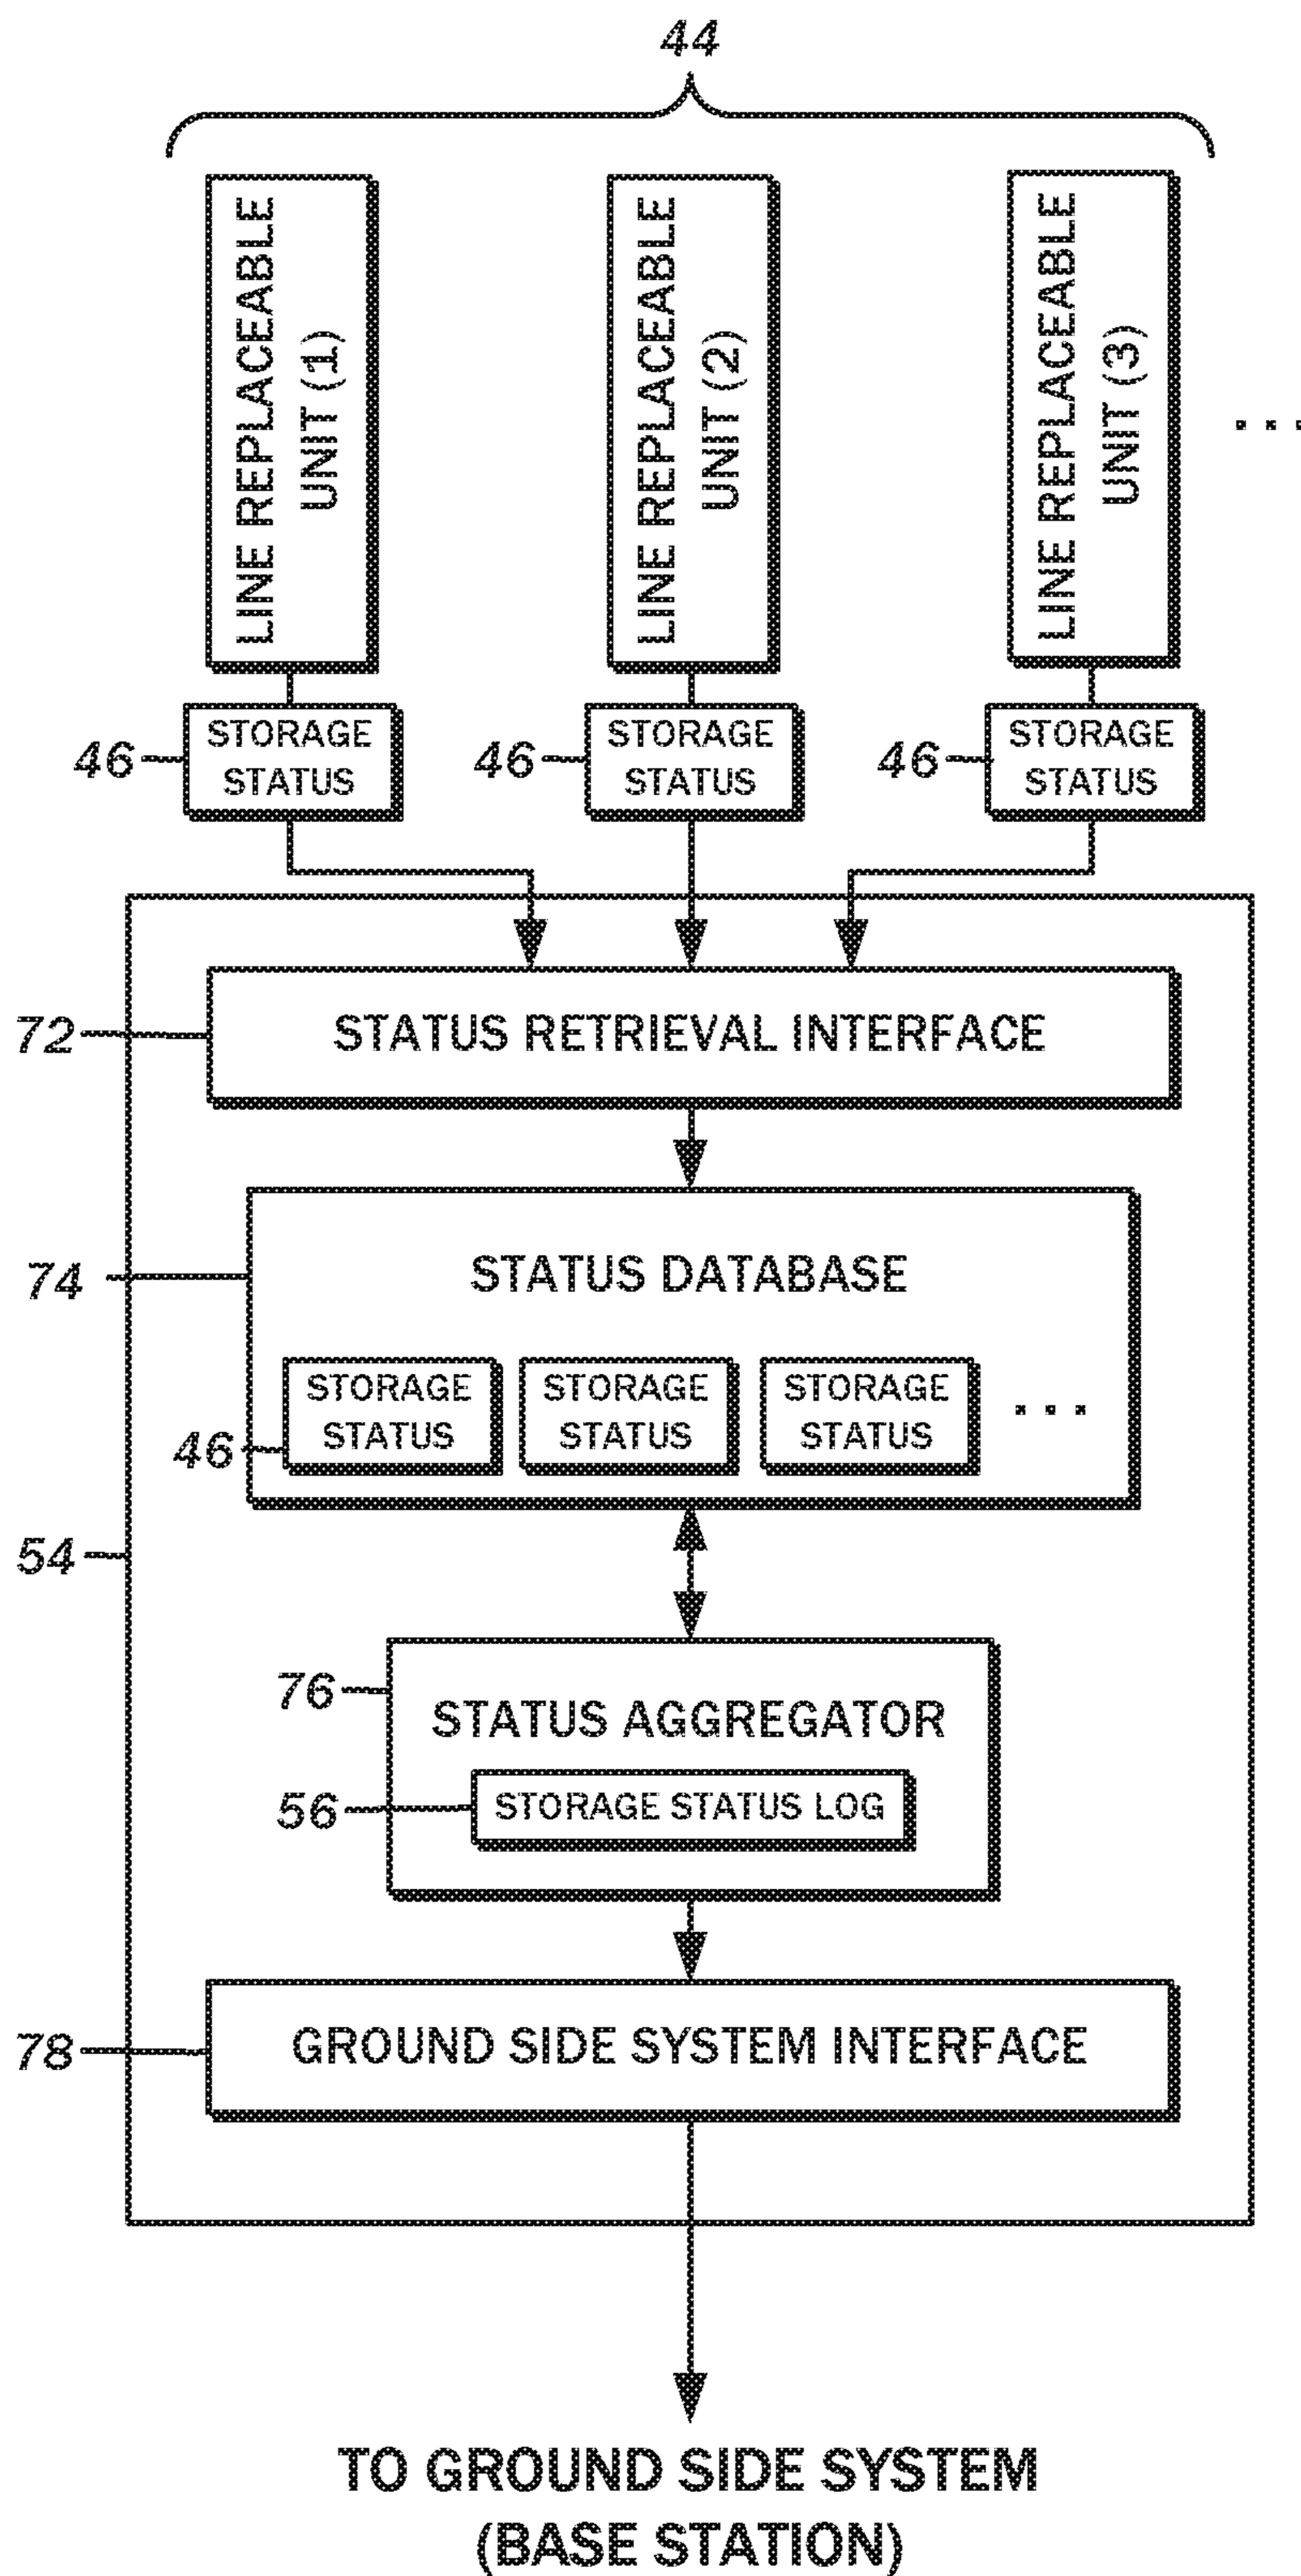 44
LINE REPLACEABLE
UNIT (1)
LINE REPLACEABLE
UNIT (2)
LINE REPLACEABLE
UNIT (3)
...
46
STORAGE
STATUS
46
STORAGE
STATUS
46
STORAGE
STATUS
72
STATUS RETRIEVAL INTERFACE
74
STATUS DATABASE
46
STORAGE
STATUS
STORAGE
STATUS
STORAGE
STATUS
...
54
76
STATUS AGGREGATOR
56
STORAGE STATUS LOG
78
GROUND SIDE SYSTEM INTERFACE
TO GROUND SIDE SYSTEM
(BASE STATION)